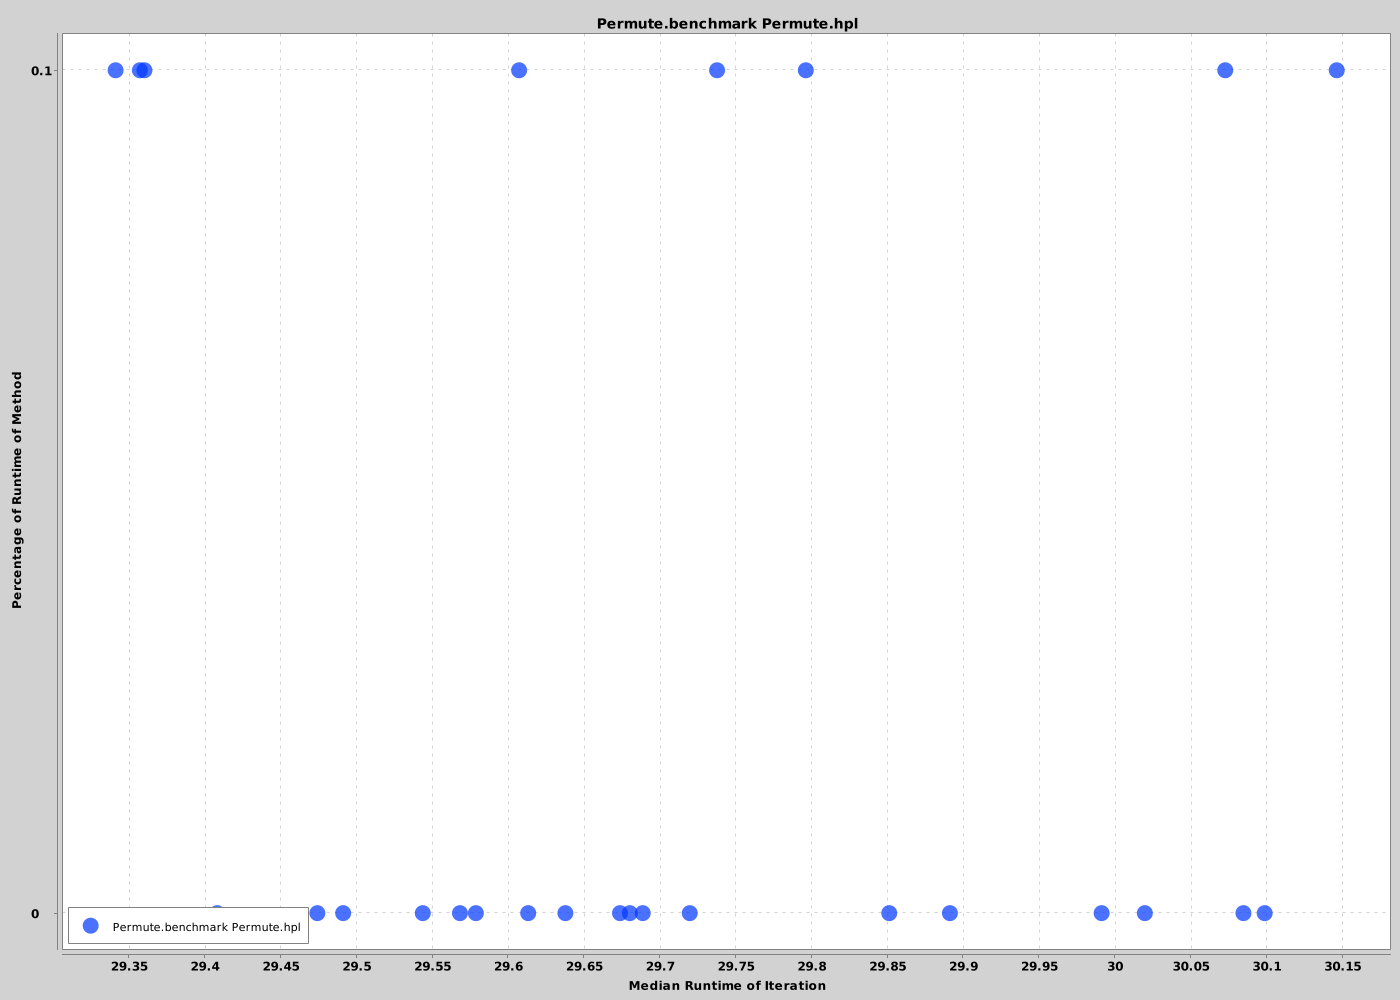 Permute.benchmark Permute.hpl
0.1
Percentage of Runtime of Method
0
Permute.benchmark Permute.hpl
29.35 29.4 29.45 29.5 29.55 29.6 29.65 29.7 29.75 29.8 29.85 29.9 29.95 30 30.05 30.1 30.15
Median Runtime of Iteration